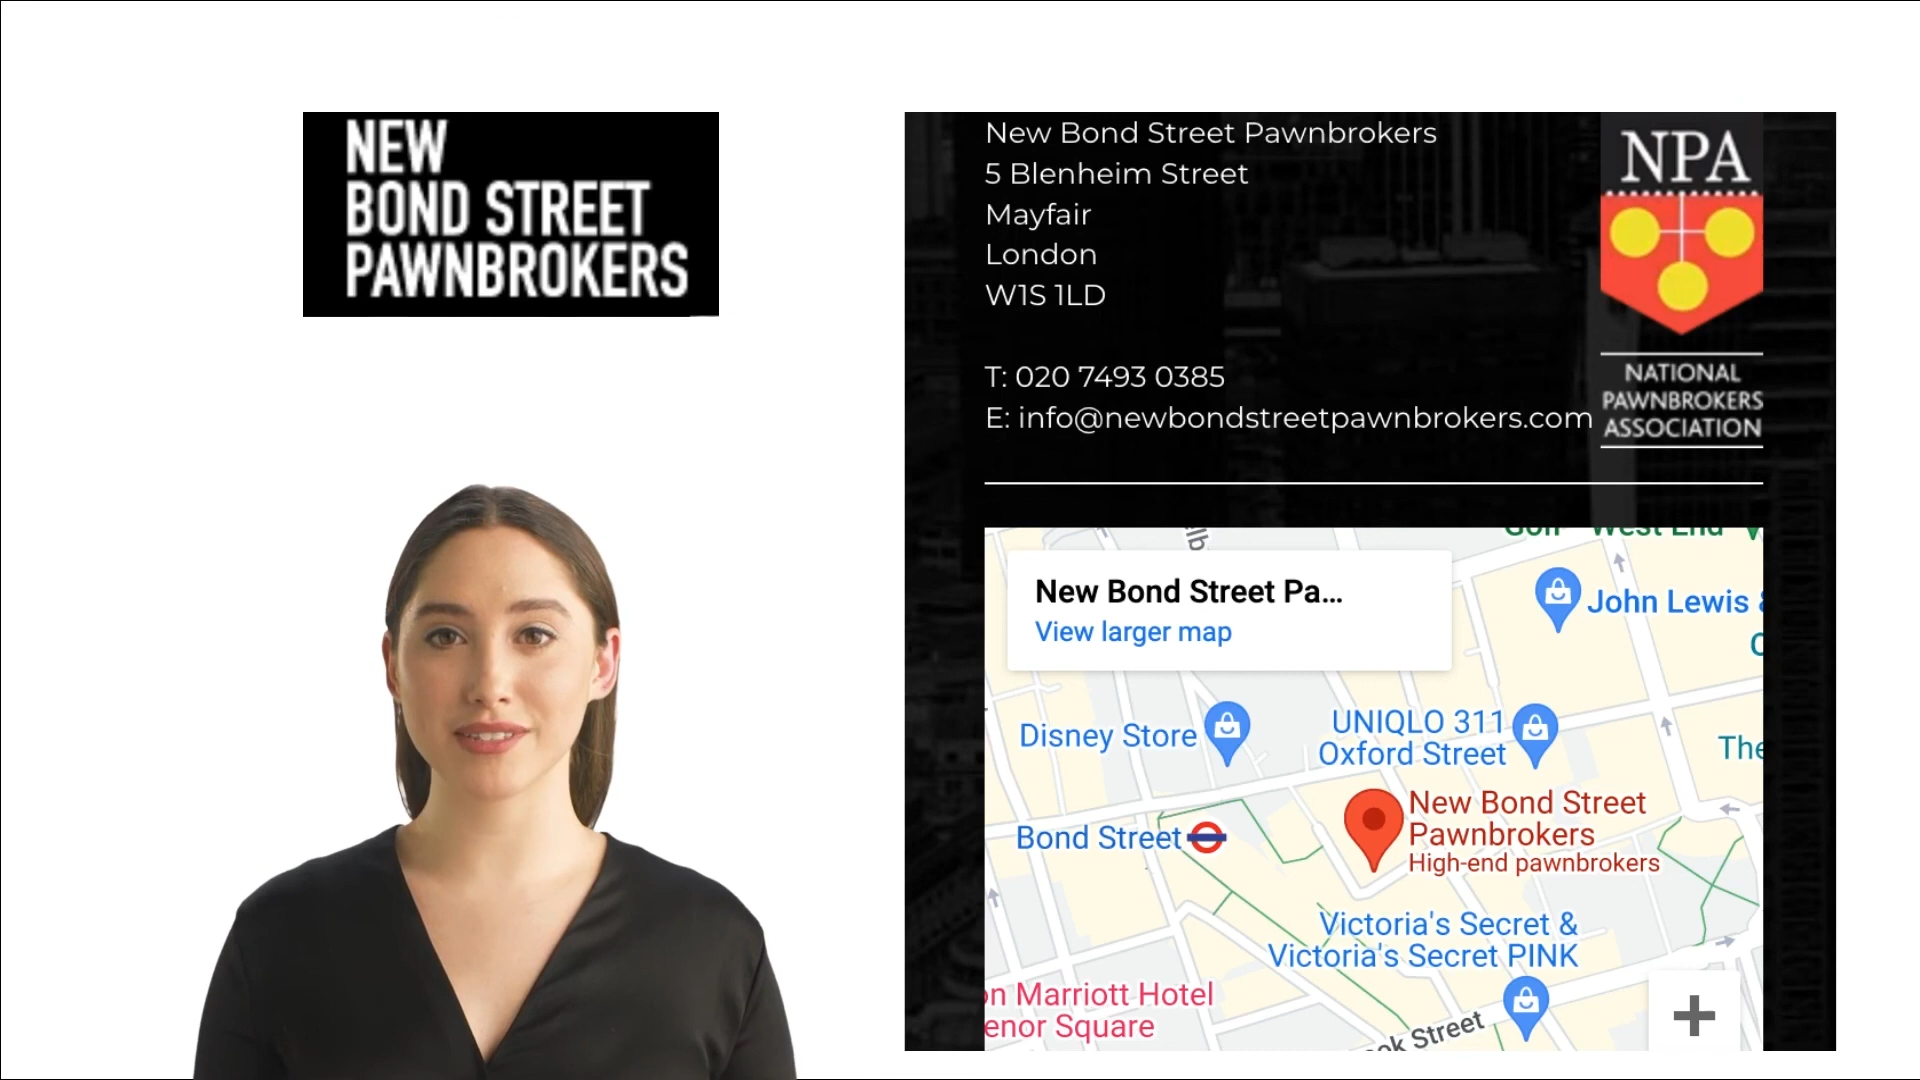 NEW
BOND STREET
PAWNBROKERS
New Bond Street Pawnbrokers
5 Blenheim Street
Mayfair
London
W1S 1LD
T: 020 7493 0385
E: info@newbondstreetpawnbrokers.com
NPA
NATIONAL
PAWNBROKERS
ASSOCIATION
New Bond Street Pa...
View larger map
John Lewis
Disney Store
UNIQLO 311
Oxford Street
The
New Bond Street
Pawnbrokers
High-end pawnbrokers
Bond Street
Victoria's Secret &
Victoria's Secret PINK
on Marriott Hotel
enor Square
ok Street